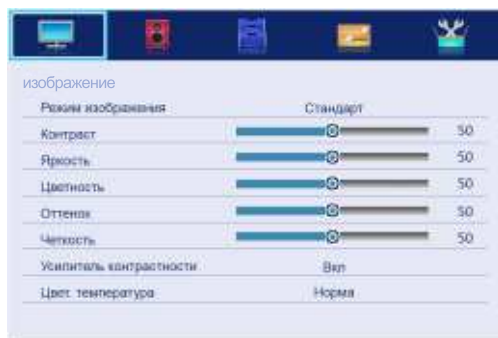 изображение
Режим изображения Стандарт
Контраст 50
Яркость 50
Цветность 50
Оттенок 50
Четкость 50
Усилитель контрастности Вкл
Цвет. температура Норма